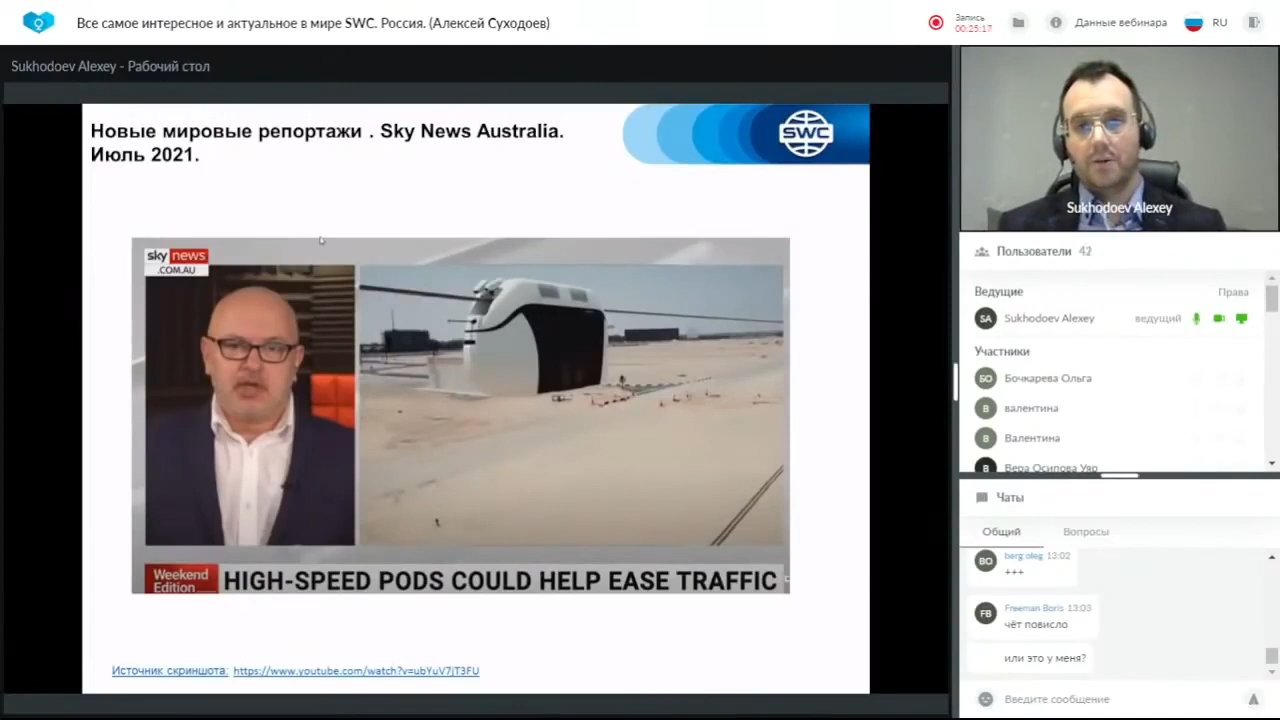 Все самое интересное и актуальное в мире SWC. Россия. (Алексей Суходоев)
Запись
00:25:17
Данные вебинара
RU
Sukhodoev Alexey - Рабочий стол
Новые мировые репортажи . Sky News Australia.
Июль 2021.
SWC
sky news
.COM.AU
Weekend
Edition
HIGH-SPEED PODS COULD HELP EASE TRAFFIC
Источник скриншота: https://www.youtube.com/watch?v=ubYuV7jT3FU
Sukhodoev Alexey
Пользователи 42
Ведущие
Права
SA
Sukhodoev Alexey
ведущий
Участники
БО
Бочкарева Ольга
В
валентина
В
Валентина
В
Вера Осипова Уяр
Чаты
Общий
Вопросы
BO
berg oleg 13:02
+++
FB
Freeman Boris 13:03
чёт повисло
или это у меня?
Введите сообщение